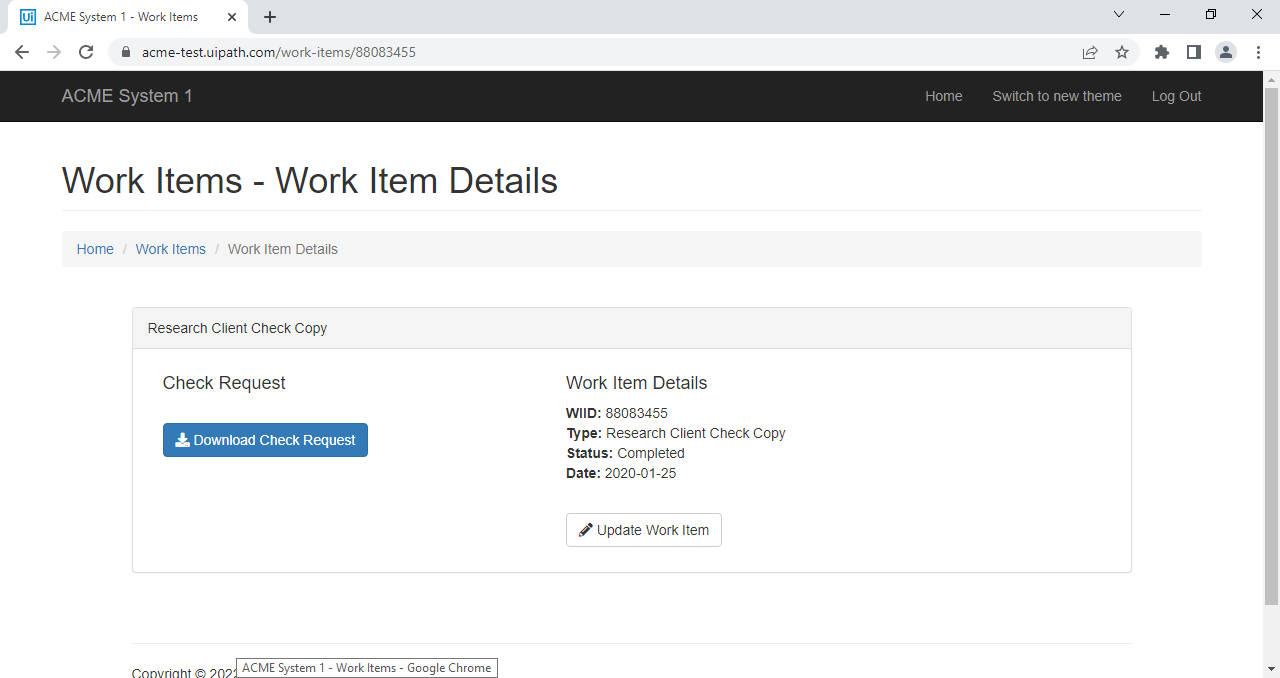 ACME System 1 - Work Items
acme-test.uipath.com/work-items/88083455
ACME System 1
Home
Switch to new theme
Log Out
Work Items - Work Item Details
Home / Work Items / Work Item Details
Research Client Check Copy
Check Request
Download Check Request
Work Item Details
WIID: 88083455
Type: Research Client Check Copy
Status: Completed
Date: 2020-01-25
Update Work Item
Copyright ©
ACME System 1 - Work Items - Google Chrome